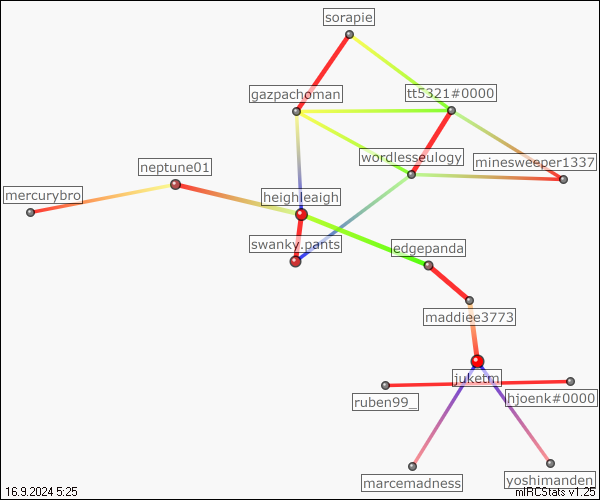 sorapie
gazpachoman
tt5321#0000
wordlesseulogy
minesweeper1337
neptune01
mercurybro
heighleaigh
swanky.pants
edgepanda
maddiee3773
juketm
ruben99_
hjoenk#0000
marcemadness
yoshimanden
16.9.2024 5:25
mIRCStats v1.25